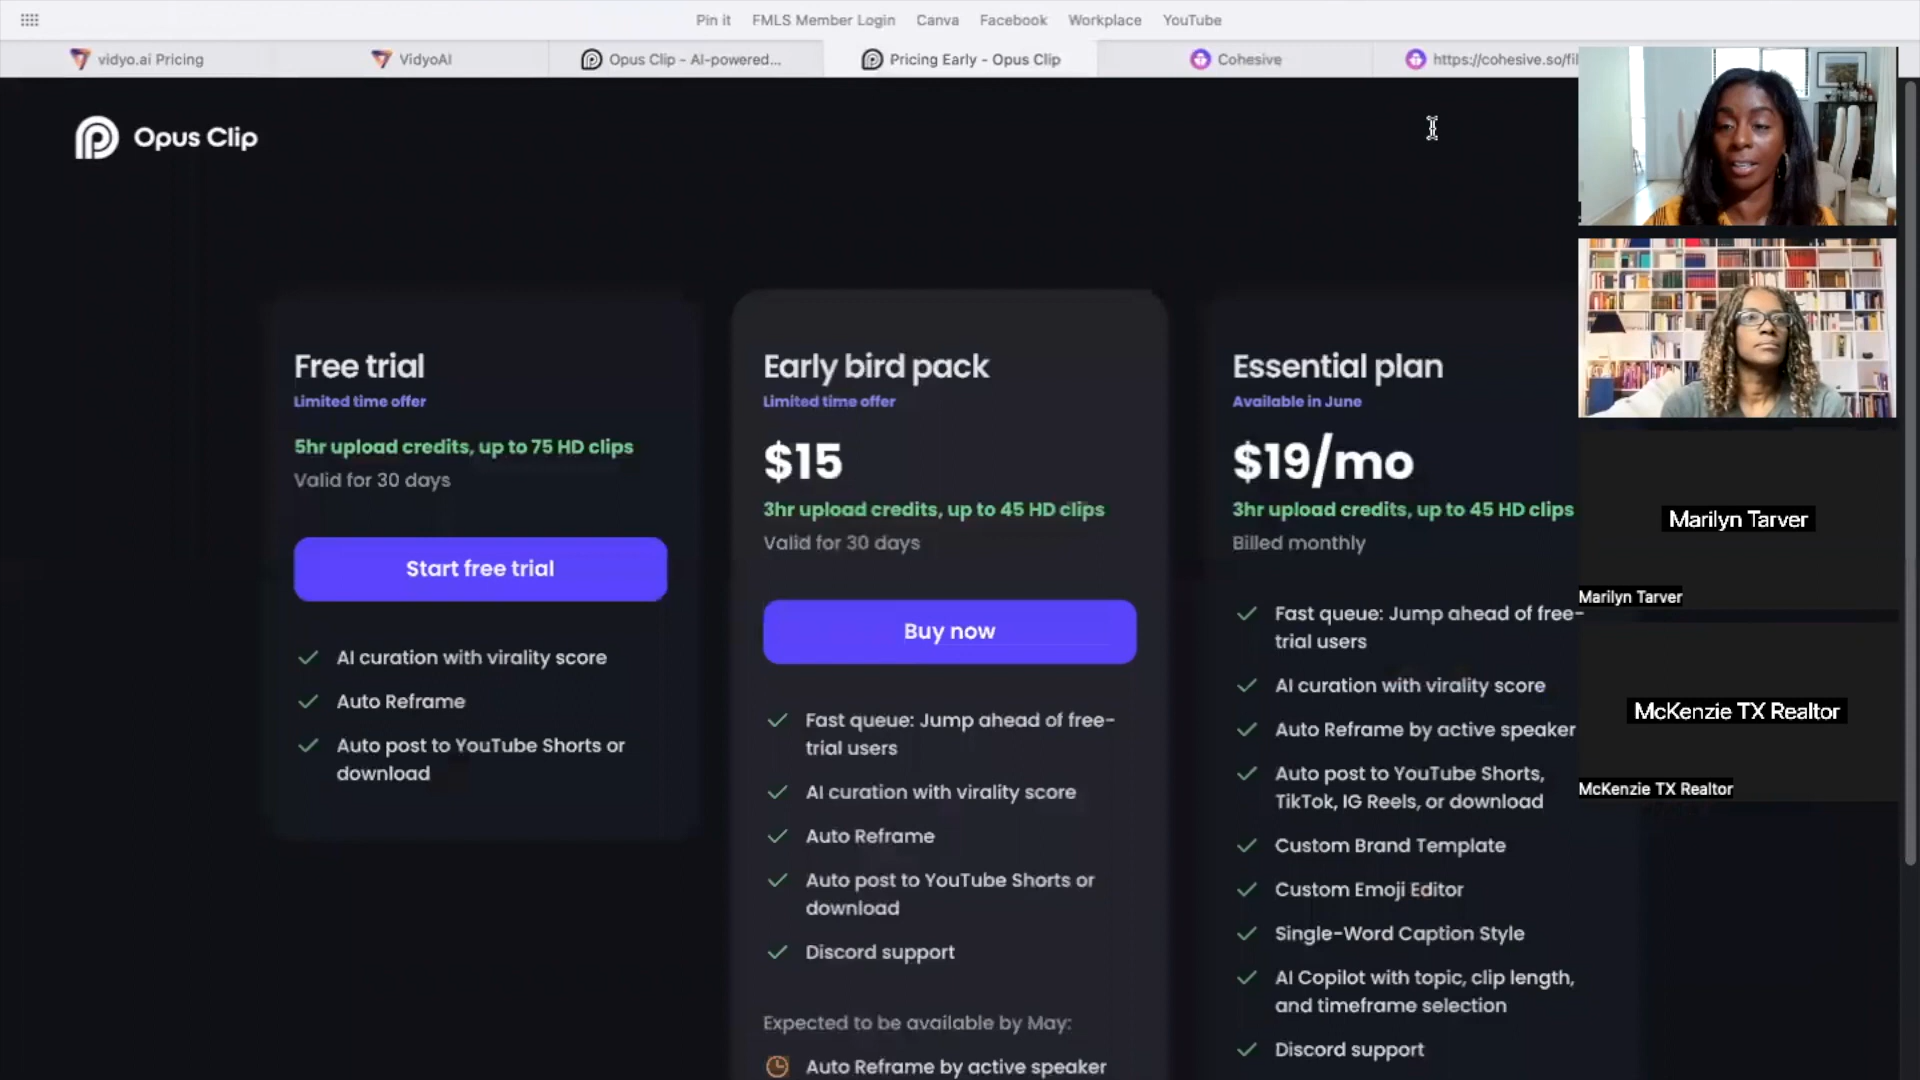 Pin it FMLS Member Login Canva Facebook Workplace YouTube
vidyo.ai Pricing
VidyoAI
Opus Clip - AI-powered...
Pricing Early - Opus Clip
Cohesive
https://cohesive.so/fil
Opus Clip
Free trial
Limited time offer
5hr upload credits, up to 75 HD clips
Valid for 30 days
Start free trial
AI curation with virality score
Auto Reframe
Auto post to YouTube Shorts or
download
Early bird pack
Limited time offer
$15
3hr upload credits, up to 45 HD clips
Valid for 30 days
Buy now
Fast queue: Jump ahead of free-
trial users
AI curation with virality score
Auto Reframe
Auto post to YouTube Shorts or
download
Discord support
Expected to be available by May:
Auto Reframe by active speaker
Essential plan
Available in June
$19/mo
3hr upload credits, up to 45 HD clips
Billed monthly
Fast queue: Jump ahead of free-
trial users
AI curation with virality score
Auto Reframe by active speaker
Auto post to YouTube Shorts,
TikTok, IG Reels, or download
Custom Brand Template
Custom Emoji Editor
Single-Word Caption Style
AI Copilot with topic, clip length,
and timeframe selection
Discord support
Marilyn Tarver
Marilyn Tarver
McKenzie TX Realtor
McKenzie TX Realtor